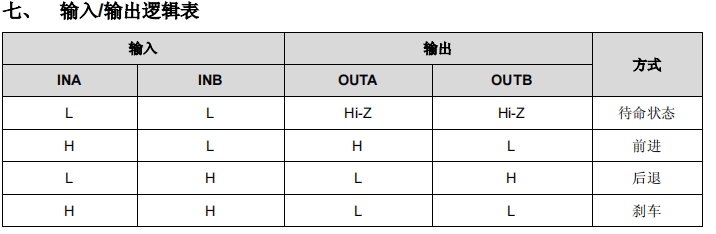 七、 输入/输出逻辑表
输入 输出 方式
INA INB OUTA OUTB
L L Hi-Z Hi-Z 待命状态
H L H L 前进
L H L H 后退
H H L L 刹车